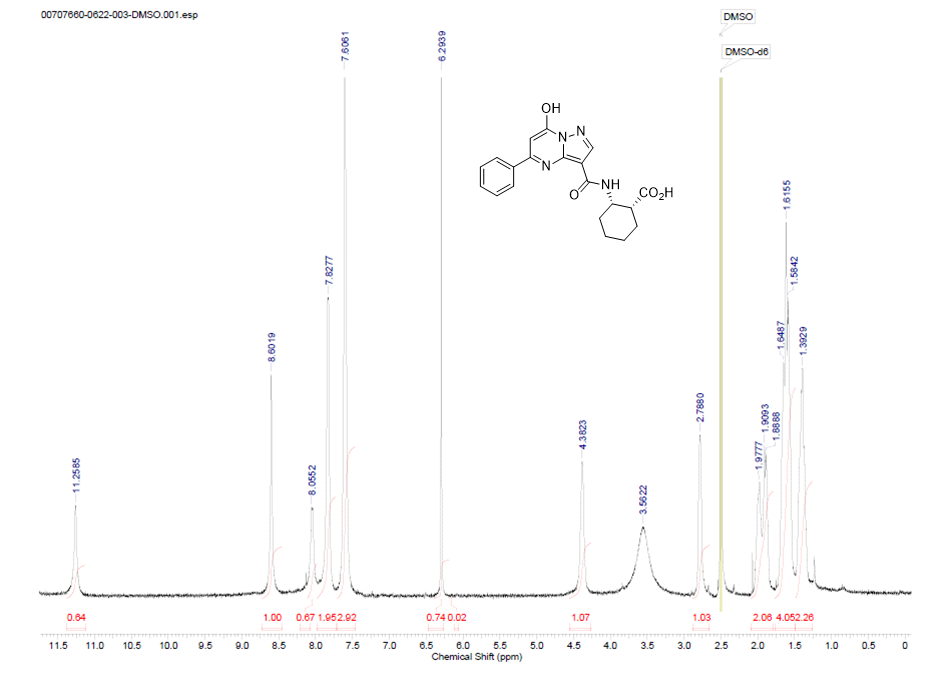 00707660-0622-003-DMSO.001.esp
DMSO
DMSO-d6
7.6061
6.2939
OH
N
N
N
O
NH
CO2H
1.6155
7.8277
1.5842
8.6019
1.6487
1.3929
2.7880
1.9093
1.8888
4.3823
1.9777
11.2585
8.0552
3.5622
0.64 1.00 0.67 1.95 2.92 0.74 0.02 1.07 1.03 2.06 4.05 2.26
11.5 11.0 10.5 10.0 9.5 9.0 8.5 8.0 7.5 7.0 6.5 6.0 5.5 5.0 4.5 4.0 3.5 3.0 2.5 2.0 1.5 1.0 0.5 0
Chemical Shift (ppm)